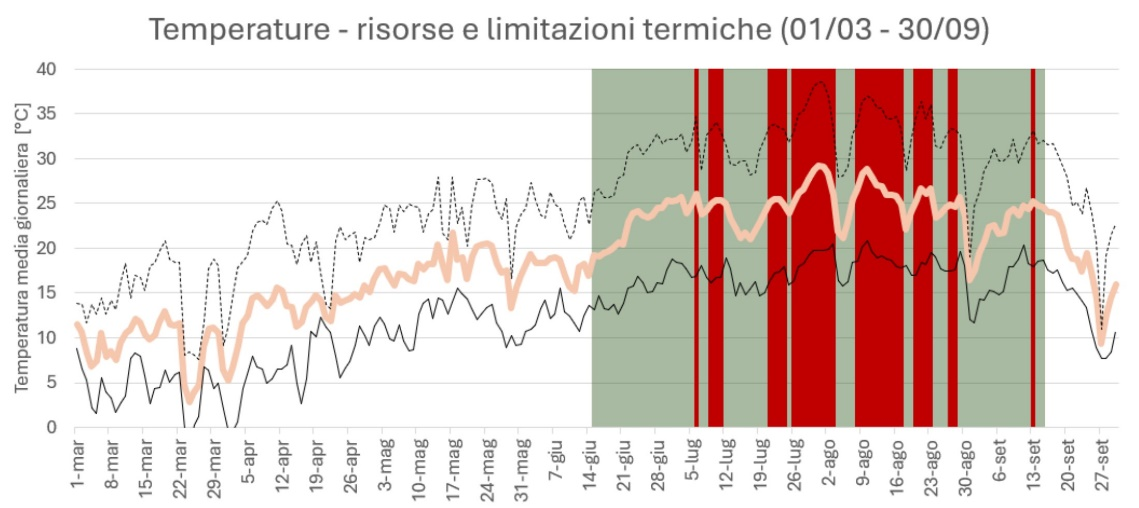 Temperature - risorse e limitazioni termiche (01/03 - 30/09)
Temperatura media giornaliera [°C]
40
35
30
25
20
15
10
5
0
1-mar
8-mar
15-mar
22-mar
29-mar
5-apr
12-apr
19-apr
26-apr
3-mag
10-mag
17-mag
24-mag
31-mag
7-giu
14-giu
21-giu
28-giu
5-lug
12-lug
19-lug
26-lug
2-ago
9-ago
16-ago
23-ago
30-ago
6-set
13-set
20-set
27-set